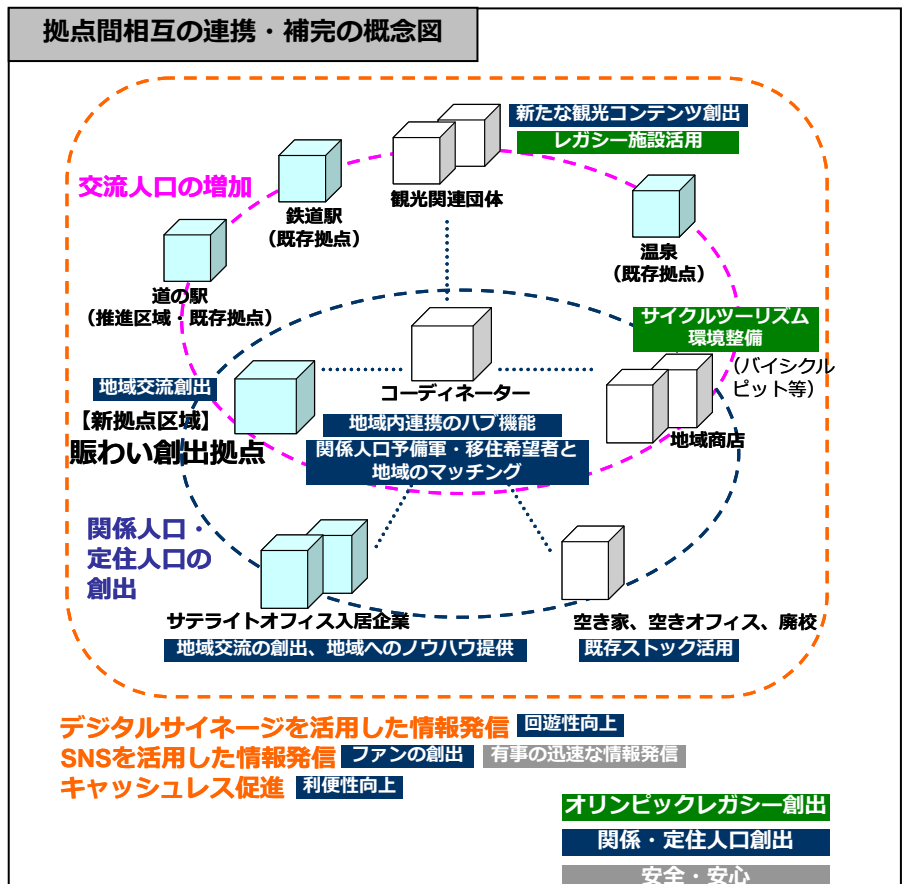 拠点間相互の連携・補完の概念図
新たな観光コンテンツ創出
レガシー施設活用
交流人口の増加
鉄道駅
（既存拠点）
観光関連団体
温泉
（既存拠点）
道の駅
（推進区域・既存拠点）
サイクルツーリズム
環境整備
（バイシクル
ピット等）
コーディネーター
地域交流創出
【新拠点区域】
賑わい創出拠点
地域内連携のハブ機能
関係人口予備軍・移住希望者と
地域のマッチング
地域商店
関係人口・
定住人口の
創出
サテライトオフィス入居企業
地域交流の創出、地域へのノウハウ提供
空き家、空きオフィス、廃校
既存ストック活用
デジタルサイネージを活用した情報発信 回遊性向上
SNSを活用した情報発信 ファンの創出 有事の迅速な情報発信
キャッシュレス促進 利便性向上
オリンピックレガシー創出
関係・定住人口創出
安全・安心